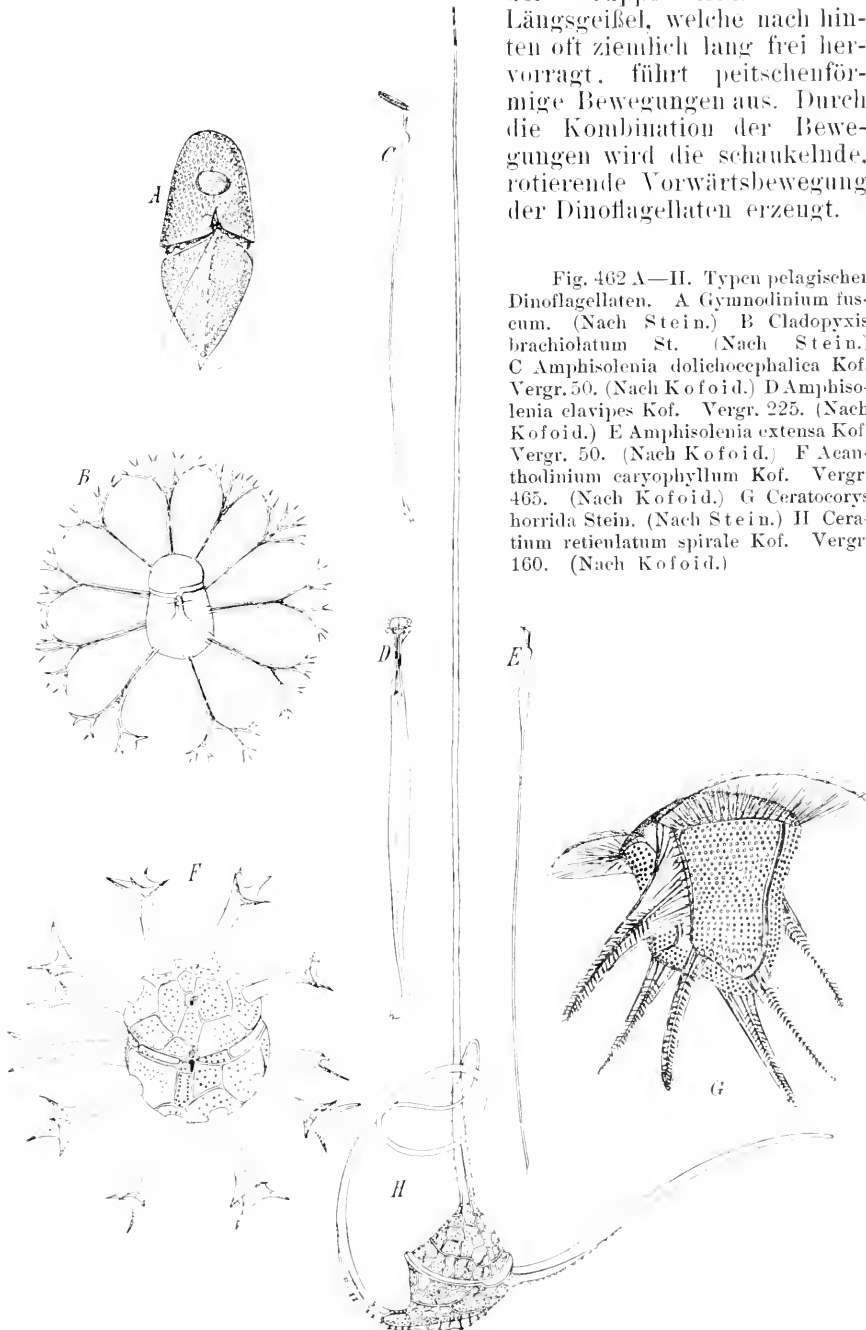 Längsgeißel, welche nach hin-
ten oft ziemlich lang frei her-
vorragt, führt peitschenför-
mige Bewegungen aus. Durch
die Kombination der Bewe-
gungen wird die schaukelnde,
rotierende Vorwärtsbewegung
der Dinoflagellaten erzeugt.
Fig. 462 A—H. Typen pelagischer
Dinoflagellaten. A Gymnodinium fus-
cum. (Nach Stein.) B Cladopyxis
brachiolatum St. (Nach Stein.)
C Amphisolenia dolichocephalica Kof.
Vergr. 50. (Nach Kofoid.) D Amphiso-
lenia clavipes Kof. Vergr. 225. (Nach
Kofoid.) E Amphisolenia extensa Kof.
Vergr. 50. (Nach Kofoid.) F Acan-
thodinium caryophyllum Kof. Vergr.
465. (Nach Kofoid.) G Ceratocorys
horrida Stein. (Nach Stein.) H Cera-
tium reticulatum spirale Kof. Vergr.
160. (Nach Kofoid.)
A
C
B
D
E
F
G
H